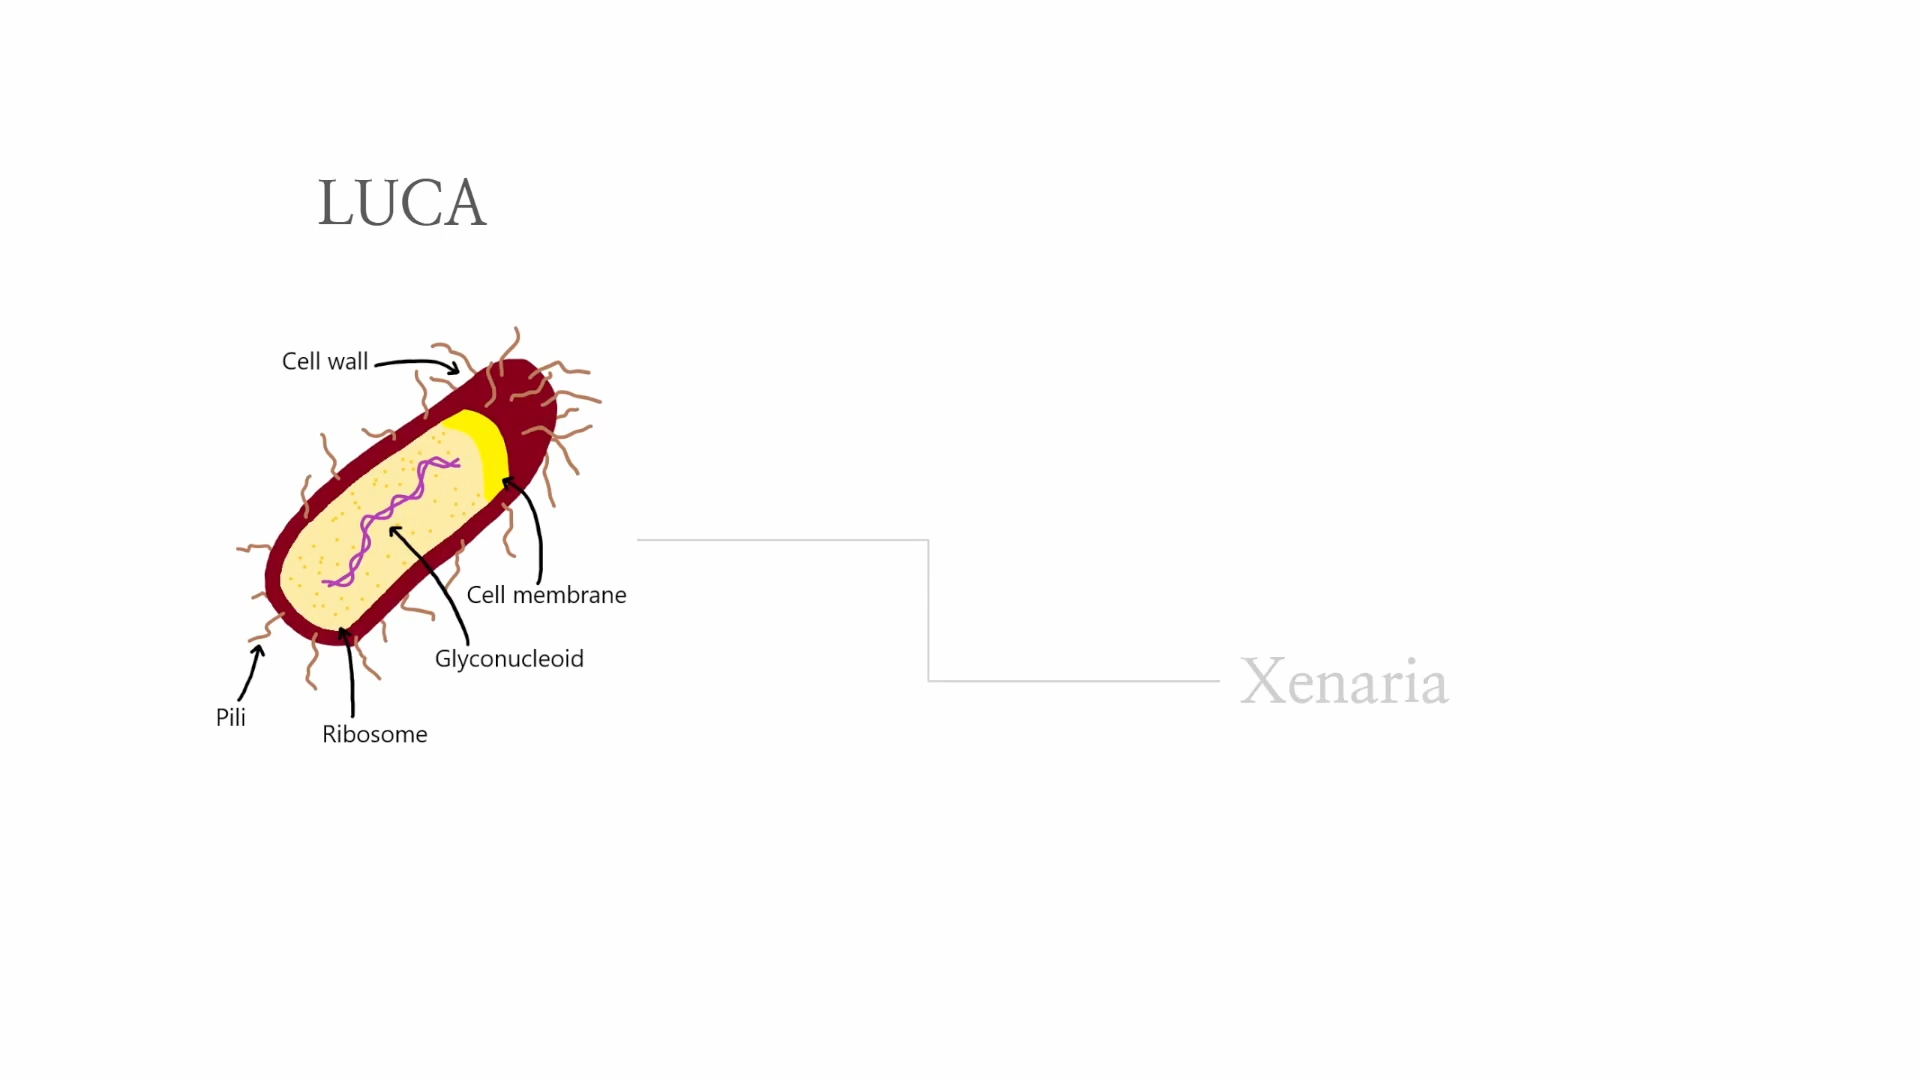 LUCA
Cell wall
Cell membrane
Glyconucleoid
Xenaria
Pili
Ribosome